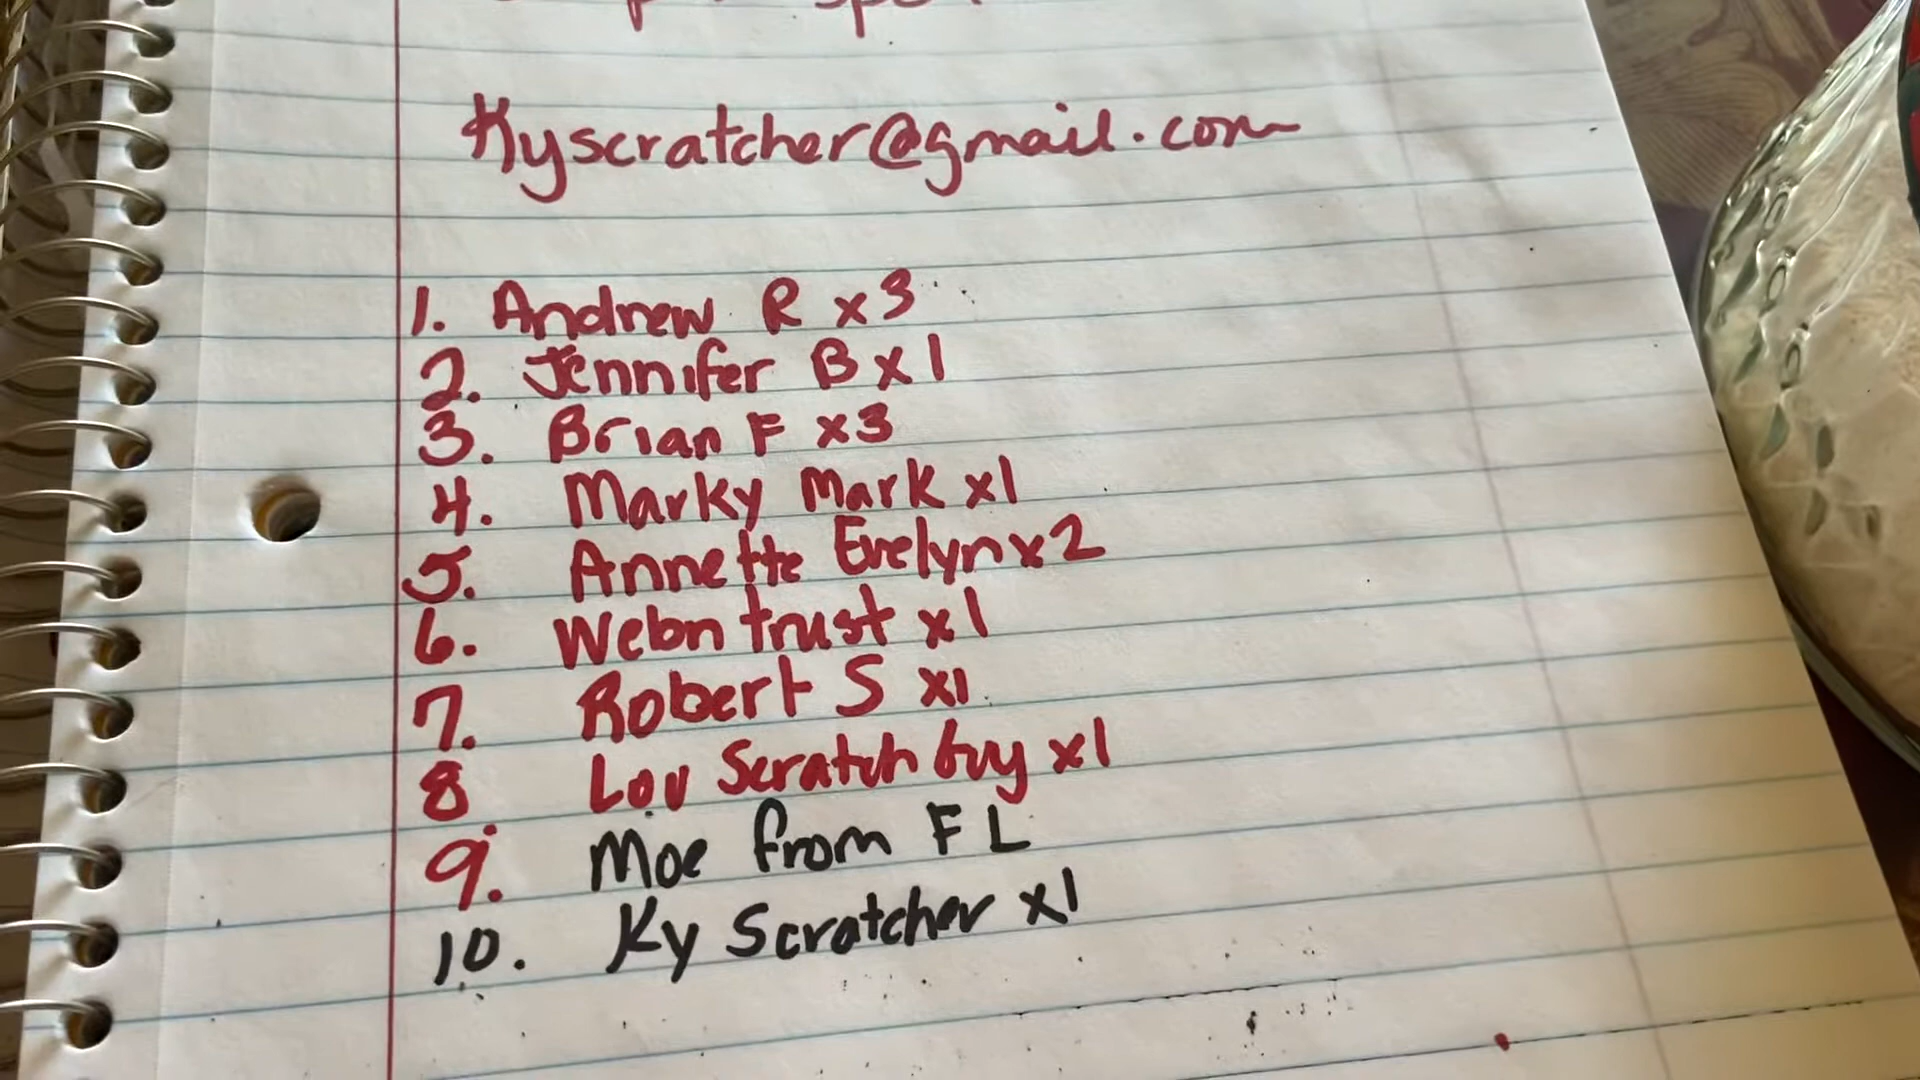 Kyscratcher@gmail.com
1. Andrew R x3
2. Jennifer B x1
3. Brian F x3
4. Marky Mark x1
5. Annette Evelyn x2
6. Webn trust x1
7. Robert S x1
8 Lou Scratch Guy x1
9. Moe from FL
10. Ky Scratcher x1